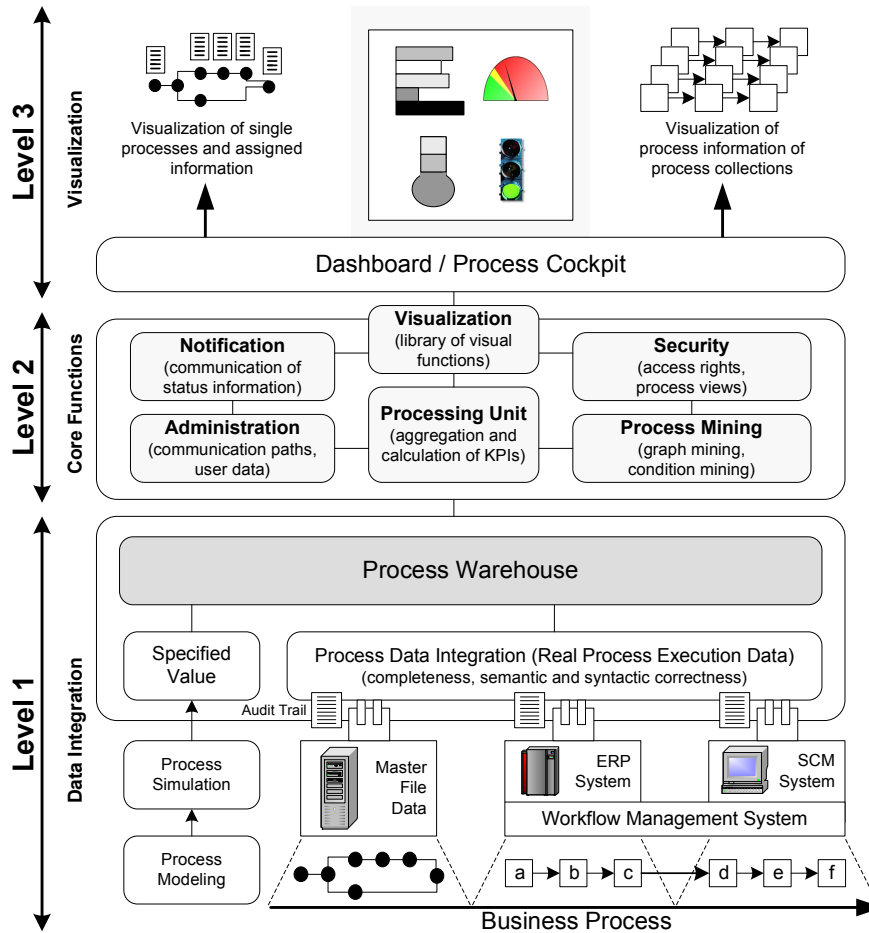 Level 3
Visualization
Visualization of single
processes and assigned
information
Visualization of
process information of
process collections
Dashboard / Process Cockpit
Level 2
Core Functions
Visualization
(library of visual
functions)
Notification
(communication of
status information)
Security
(access rights,
process views)
Administration
(communication paths,
user data)
Processing Unit
(aggregation and
calculation of KPIs)
Process Mining
(graph mining,
condition mining)
Level 1
Data Integration
Process Warehouse
Specified
Value
Process Data Integration (Real Process Execution Data)
(completeness, semantic and syntactic correctness)
Audit Trail
Process
Simulation
Master
File
Data
ERP
System
SCM
System
Workflow Management System
Process
Modeling
a b c d e f
Business Process